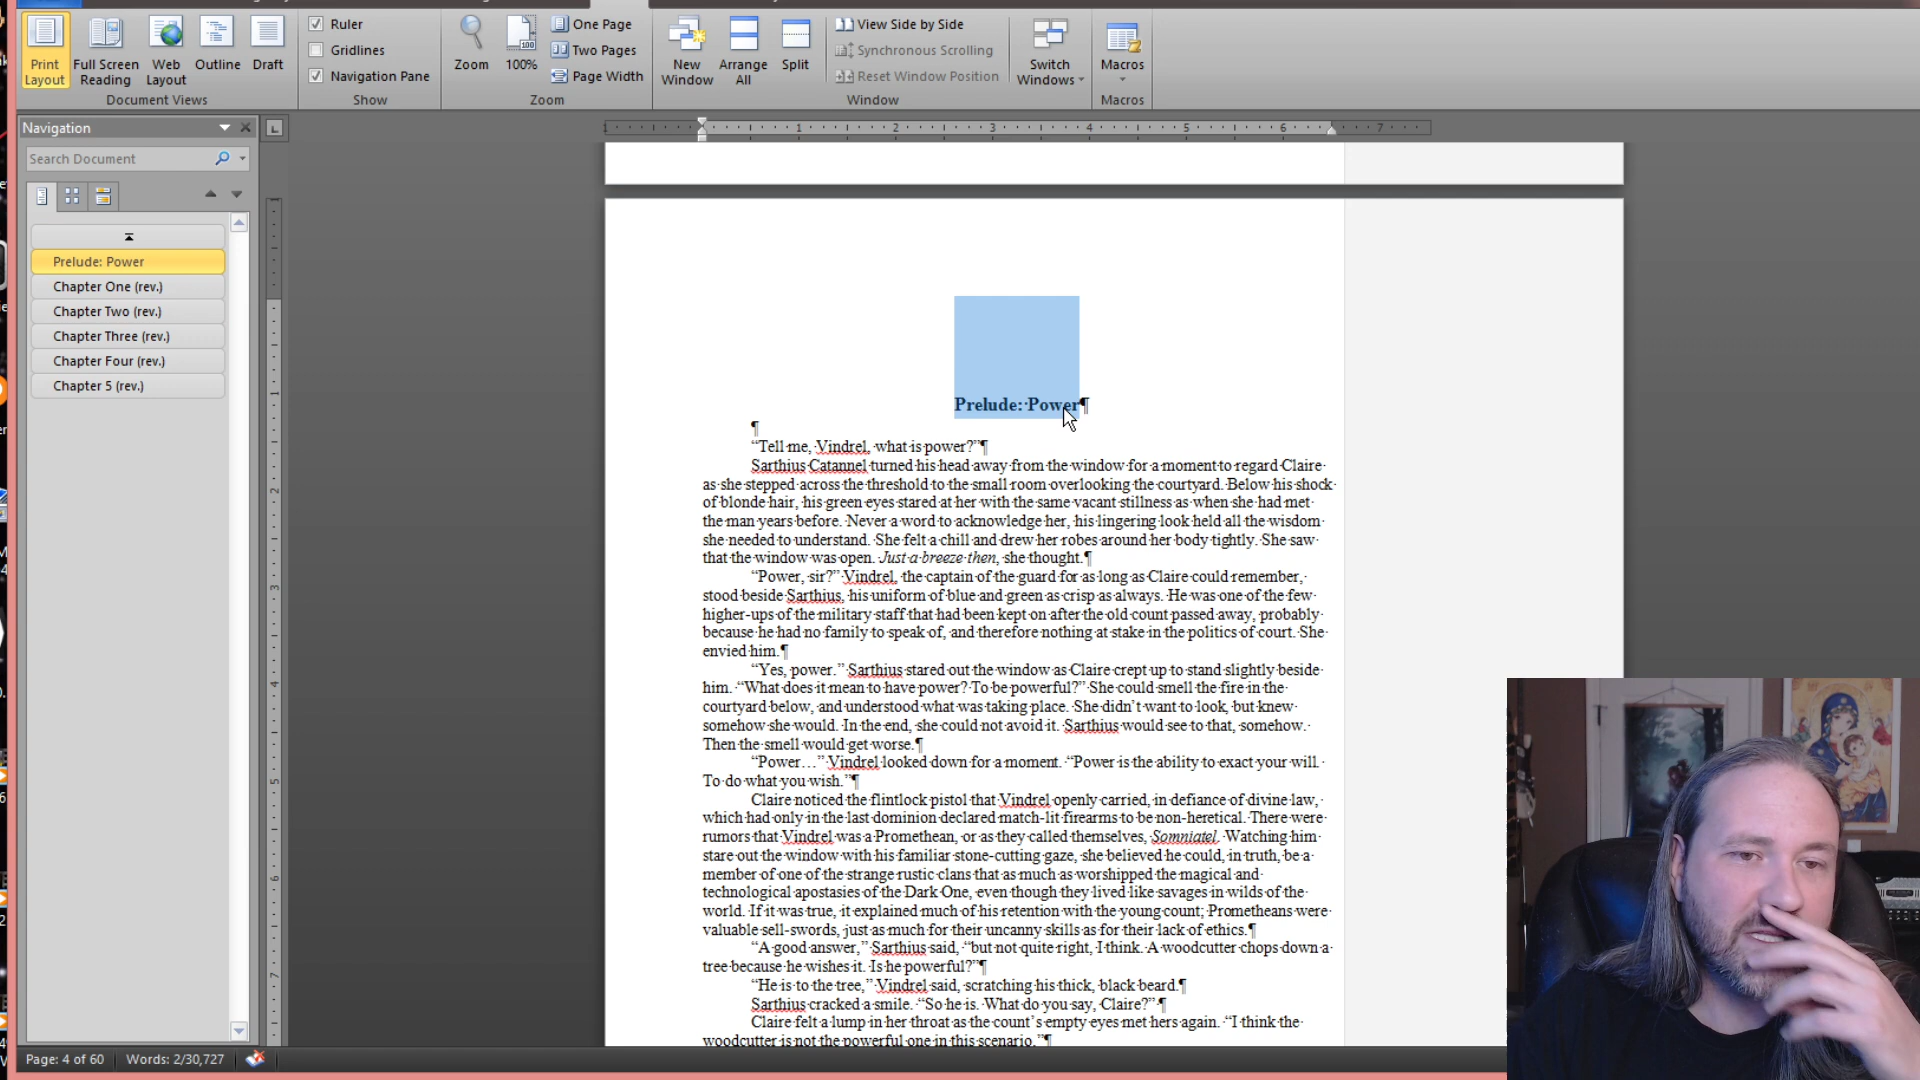 Print Layout
Full Screen Reading
Web Layout
Outline
Draft
Document Views
Ruler
Gridlines
Navigation Pane
Show
Zoom
100%
One Page
Two Pages
Page Width
Zoom
New Window
Arrange All
Split
View Side by Side
Synchronous Scrolling
Reset Window Position
Window
Switch Windows
Macros
Macros
Navigation
Search Document
Prelude: Power
Chapter One (rev.)
Chapter Two (rev.)
Chapter Three (rev.)
Chapter Four (rev.)
Chapter 5 (rev.)
1 1 2 3 4 5 6 7
1
2
3
4
5
6
7
Prelude: Power¶
¶
“Tell me, Vindrel, what is power?”¶
Sarthius Catannel turned his head away from the window for a moment to regard Claire
as she stepped across the threshold to the small room overlooking the courtyard. Below his shock
of blonde hair, his green eyes stared at her with the same vacant stillness as when she had met
the man years before. Never a word to acknowledge her, his lingering look held all the wisdom
she needed to understand. She felt a chill and drew her robes around her body tightly. She saw
that the window was open. Just a breeze then, she thought.¶
“Power, sir?” Vindrel, the captain of the guard for as long as Claire could remember,
stood beside Sarthius, his uniform of blue and green as crisp as always. He was one of the few
higher-ups of the military staff that had been kept on after the old count passed away, probably
because he had no family to speak of, and therefore nothing at stake in the politics of court. She
envied him.¶
“Yes, power.” Sarthius stared out the window as Claire crept up to stand slightly beside
him. “What does it mean to have power? To be powerful?” She could smell the fire in the
courtyard below, and understood what was taking place. She didn’t want to look, but knew
somehow she would. In the end, she could not avoid it. Sarthius would see to that, somehow.
Then the smell would get worse.¶
“Power…” Vindrel looked down for a moment. “Power is the ability to exact your will.
To do what you wish.”¶
Claire noticed the flintlock pistol that Vindrel openly carried, in defiance of divine law,
which had only in the last dominion declared match-lit firearms to be non-heretical. There were
rumors that Vindrel was a Promethean, or as they called themselves, Somniatel. Watching him
stare out the window with his familiar stone-cutting gaze, she believed he could, in truth, be a
member of one of the strange rustic clans that as much as worshipped the magical and
technological apostasies of the Dark One, even though they lived like savages in wilds of the
world. If it was true, it explained much of his retention with the young count; Prometheans were
valuable sell-swords, just as much for their uncanny skills as for their lack of ethics.¶
“A good answer,” Sarthius said, “but not quite right, I think. A woodcutter chops down a
tree because he wishes it. Is he powerful?”¶
“He is to the tree,” Vindrel said, scratching his thick, black beard.¶
Sarthius cracked a smile. “So he is. What do you say, Claire?”¶
Claire felt a lump in her throat as the count’s empty eyes met hers again. “I think the
woodcutter is not the powerful one in this scenario.”¶
Page: 4 of 60
Words: 2/30,727